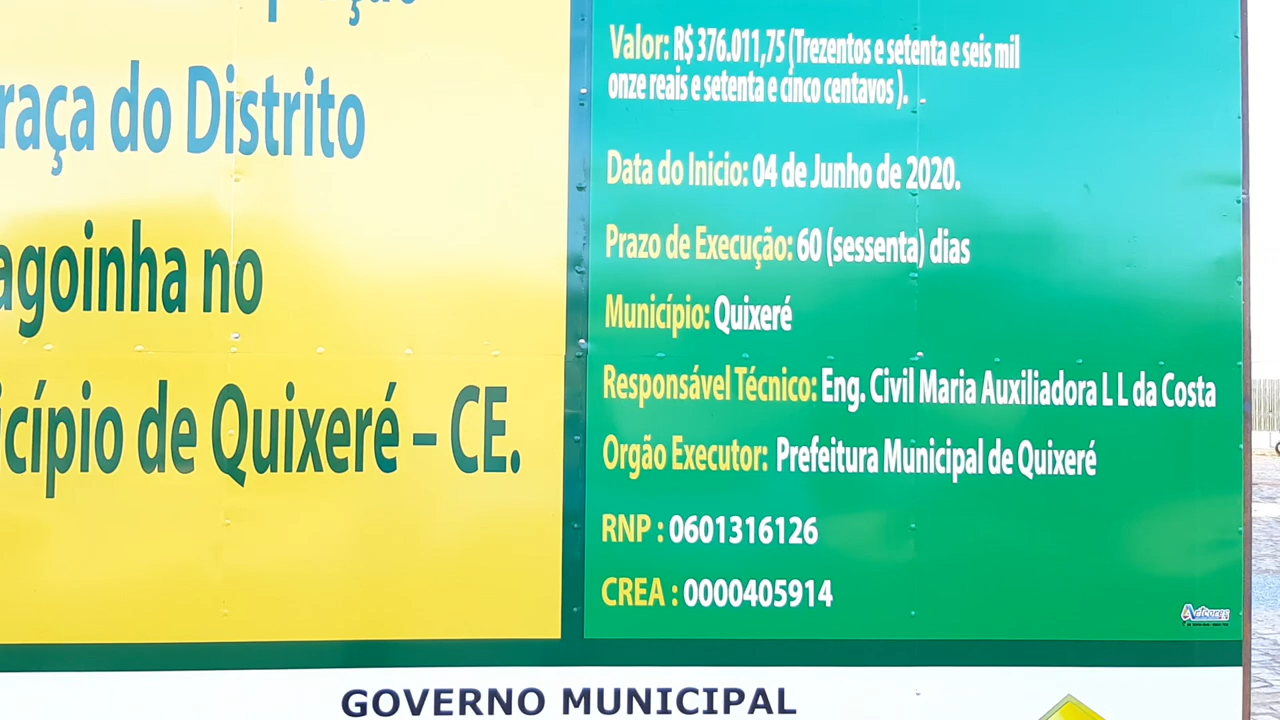 raça do Distrito
agoinha no
icípio de Quixeré – CE.
Valor: R$ 376.011,75 (Trezentos e setenta e seis mil
onze reais e setenta e cinco centavos ).
Data do Inicio: 04 de Junho de 2020.
Prazo de Execução: 60 (sessenta) dias
Município: Quixeré
Responsável Técnico: Eng. Civil Maria Auxiliadora L L da Costa
Orgão Executor: Prefeitura Municipal de Quixeré
RNP : 0601316126
CREA : 0000405914
GOVERNO MUNICIPAL